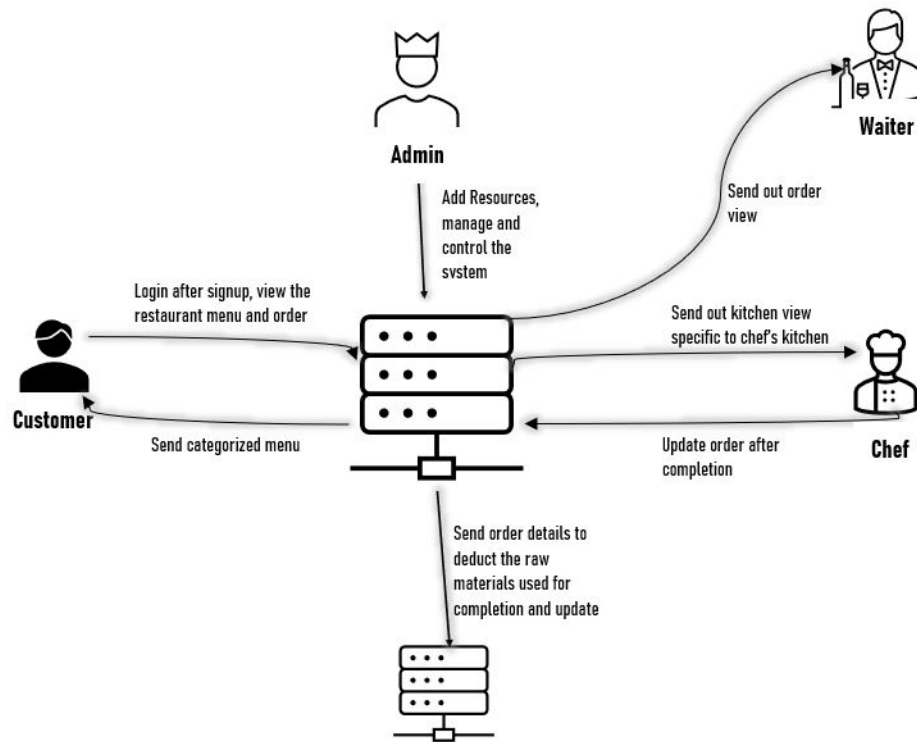 Admin
Waiter
Add Resources,
manage and
control the
svstem
Send out order
view
Login after signup, view the
restaurant menu and order
Send out kitchen view
specific to chef's kitchen
Customer
Send categorized menu
Update order after
completion
Chef
Send order details to
deduct the raw
materials used for
completion and update